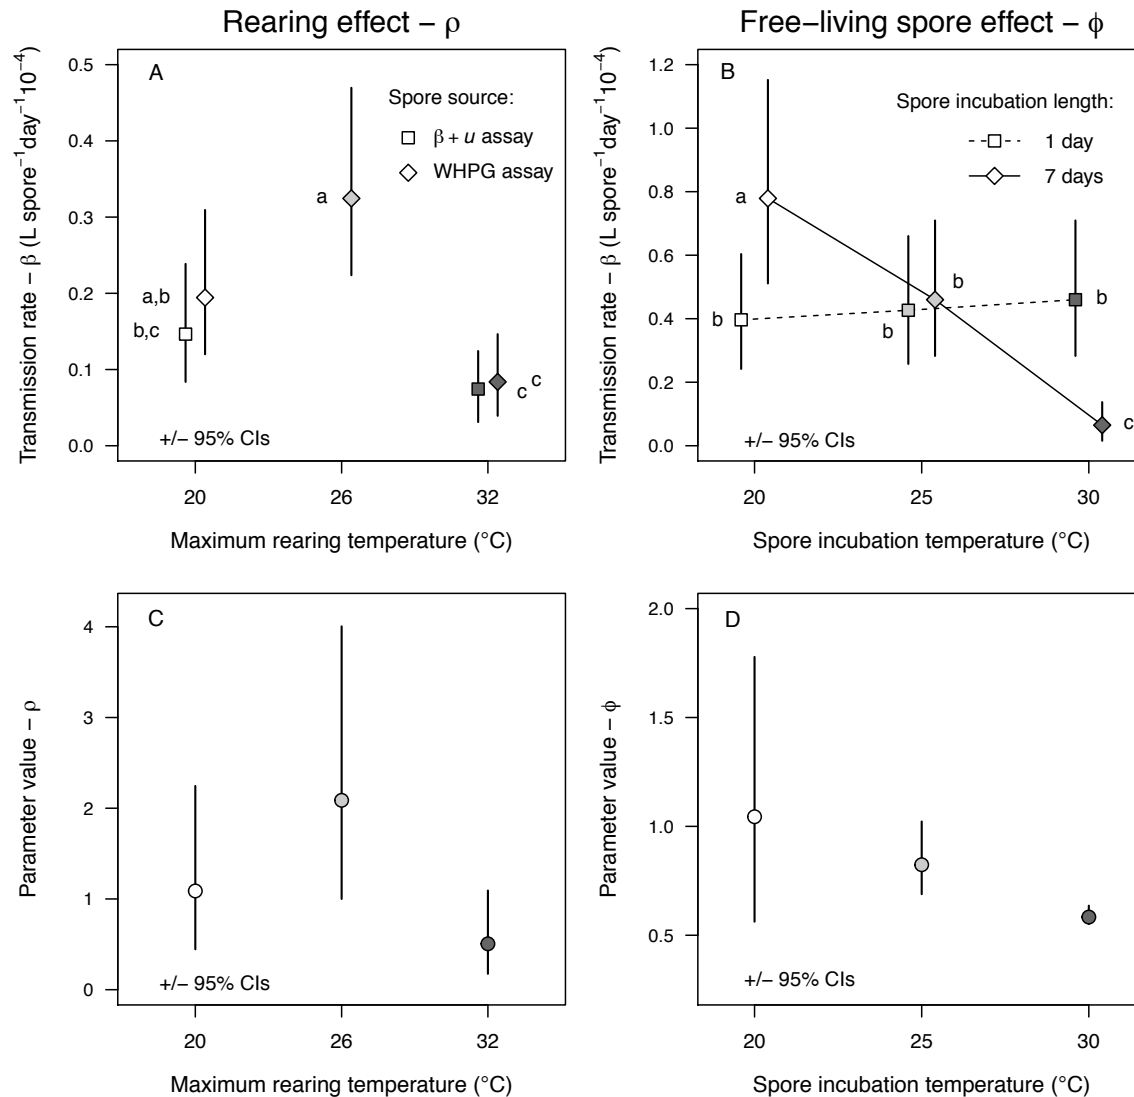 Rearing effect – ρ
Free−living spore effect – ϕ
Transmission rate – β (L spore⁻¹day⁻¹10⁻⁴)
0.5
0.4
0.3
0.2
0.1
0.0
A
Spore source:
β + u assay
WHPG assay
a
a,b
b,c
c
c
+/− 95% CIs
20
26
32
Maximum rearing temperature (°C)
Transmission rate – β (L spore⁻¹day⁻¹10⁻⁴)
1.2
1.0
0.8
0.6
0.4
0.2
0.0
B
Spore incubation length:
1 day
7 days
a
b
b
b
b
c
+/− 95% CIs
20
25
30
Spore incubation temperature (°C)
Parameter value – ρ
4
3
2
1
0
C
+/− 95% CIs
20
26
32
Maximum rearing temperature (°C)
Parameter value – ϕ
2.0
1.5
1.0
0.5
D
+/− 95% CIs
20
25
30
Spore incubation temperature (°C)